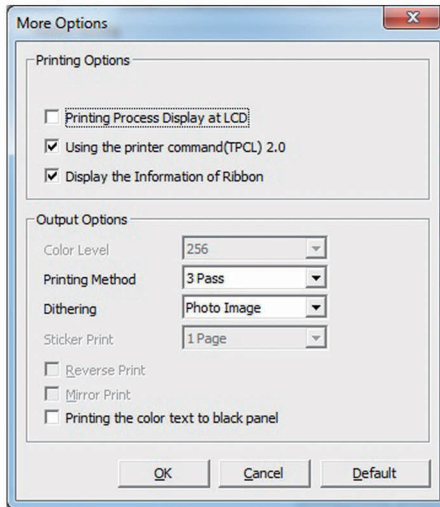 More Options
Printing Options
Printing Process Display at LCD
Using the printer command(TPCL) 2.0
Display the Information of Ribbon
Output Options
Color Level 256
Printing Method 3 Pass
Dithering Photo Image
Sticker Print 1 Page
Reverse Print
Mirror Print
Printing the color text to black panel
OK Cancel Default